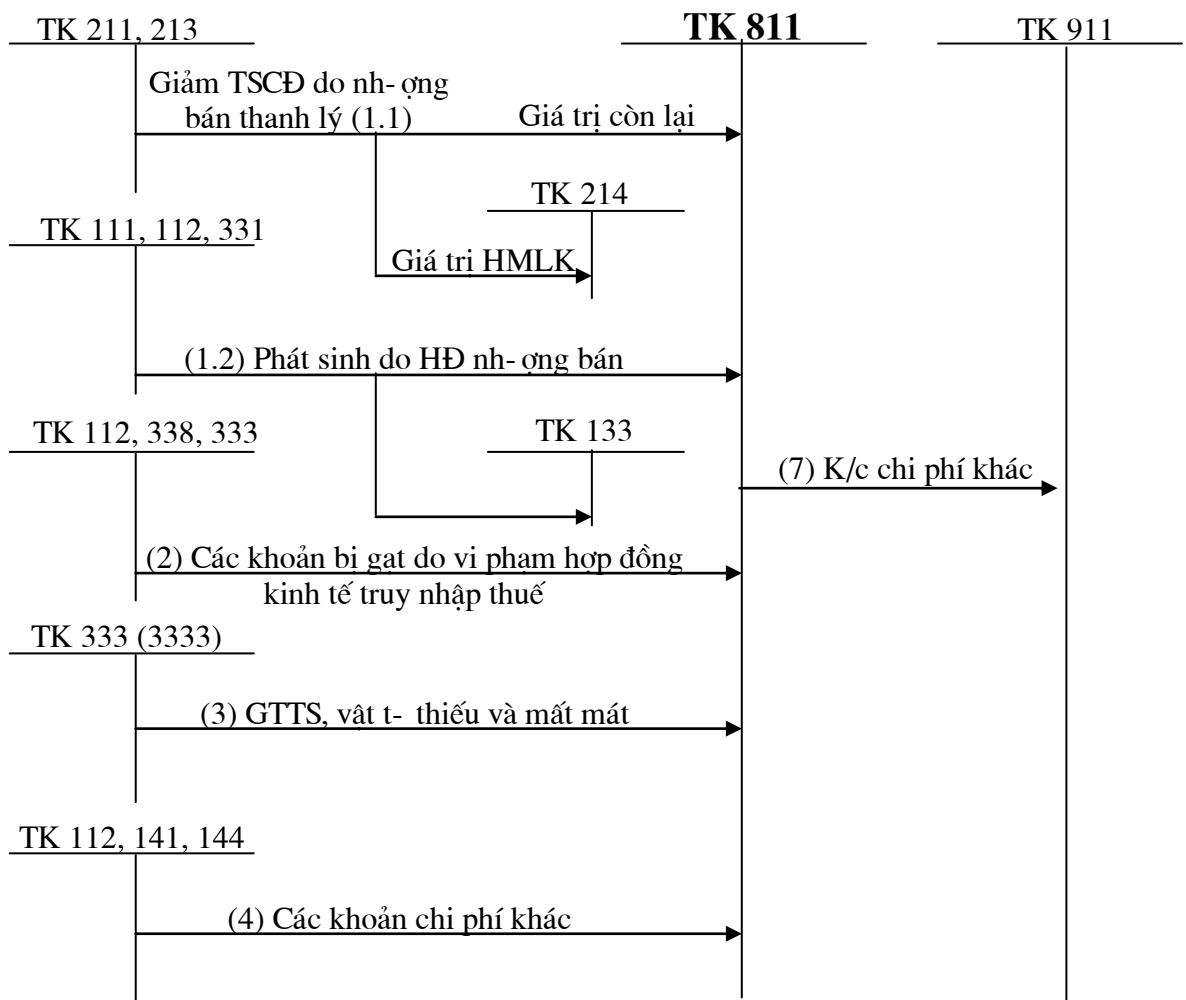 TK 211, 213
TK 811
TK 911
Giảm TSCĐ do nh- ợng
bán thanh lý (1.1)
Giá trị còn lại
TK 214
TK 111, 112, 331
Giá trị HMLK
(1.2) Phát sinh do HĐ nh- ợng bán
TK 112, 338, 333
TK 133
(7) K/c chi phí khác
(2) Các khoản bị gạt do vi phạm hợp đồng
kinh tế truy nhập thuế
TK 333 (3333)
(3) GTTS, vật t- thiếu và mất mát
TK 112, 141, 144
(4) Các khoản chi phí khác